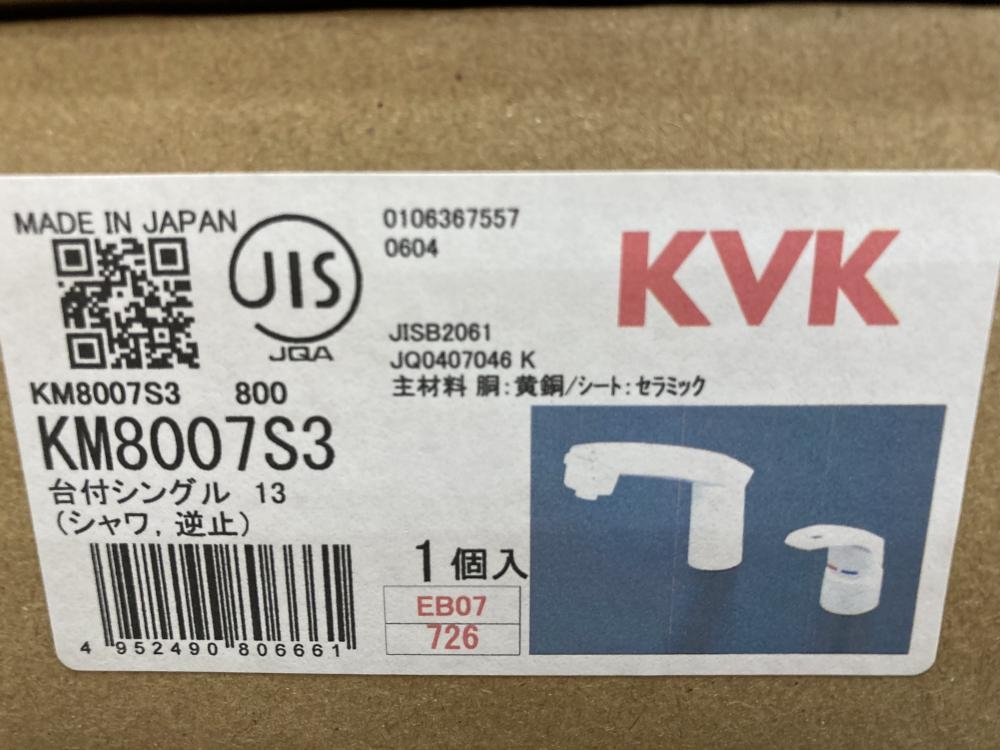 MADE IN JAPAN
JIS
JQA
0106367557
0604
KVK
JISB2061
JQ0407046 K
主材料 胴:黄銅/シート:セラミック
KM8007S3 800
KM8007S3
台付シングル 13
(シャワ, 逆止)
1個入
EB07
726
4 952490 806661